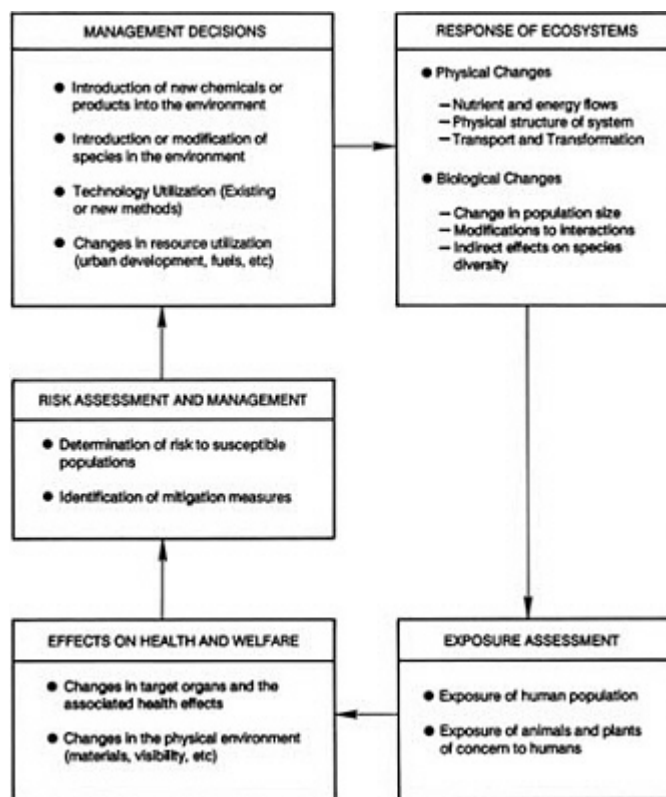 MANAGEMENT DECISIONS
● Introduction of new chemicals or
products into the environment
● Introduction or modification of
species in the environment
● Technology Utilization (Existing
or new methods)
● Changes in resource utilization
(urban development, fuels, etc)
RESPONSE OF ECOSYSTEMS
● Physical Changes
— Nutrient and energy flows
— Physical structure of system
— Transport and Transformation
● Biological Changes
— Change in population size
— Modifications to interactions
— Indirect effects on species
diversity
RISK ASSESSMENT AND MANAGEMENT
● Determination of risk to susceptible
populations
● Identification of mitigation measures
EFFECTS ON HEALTH AND WELFARE
● Changes in target organs and the
associated health effects
● Changes in the physical environment
(materials, visibility, etc)
EXPOSURE ASSESSMENT
● Exposure of human population
● Exposure of animals and plants
of concern to humans